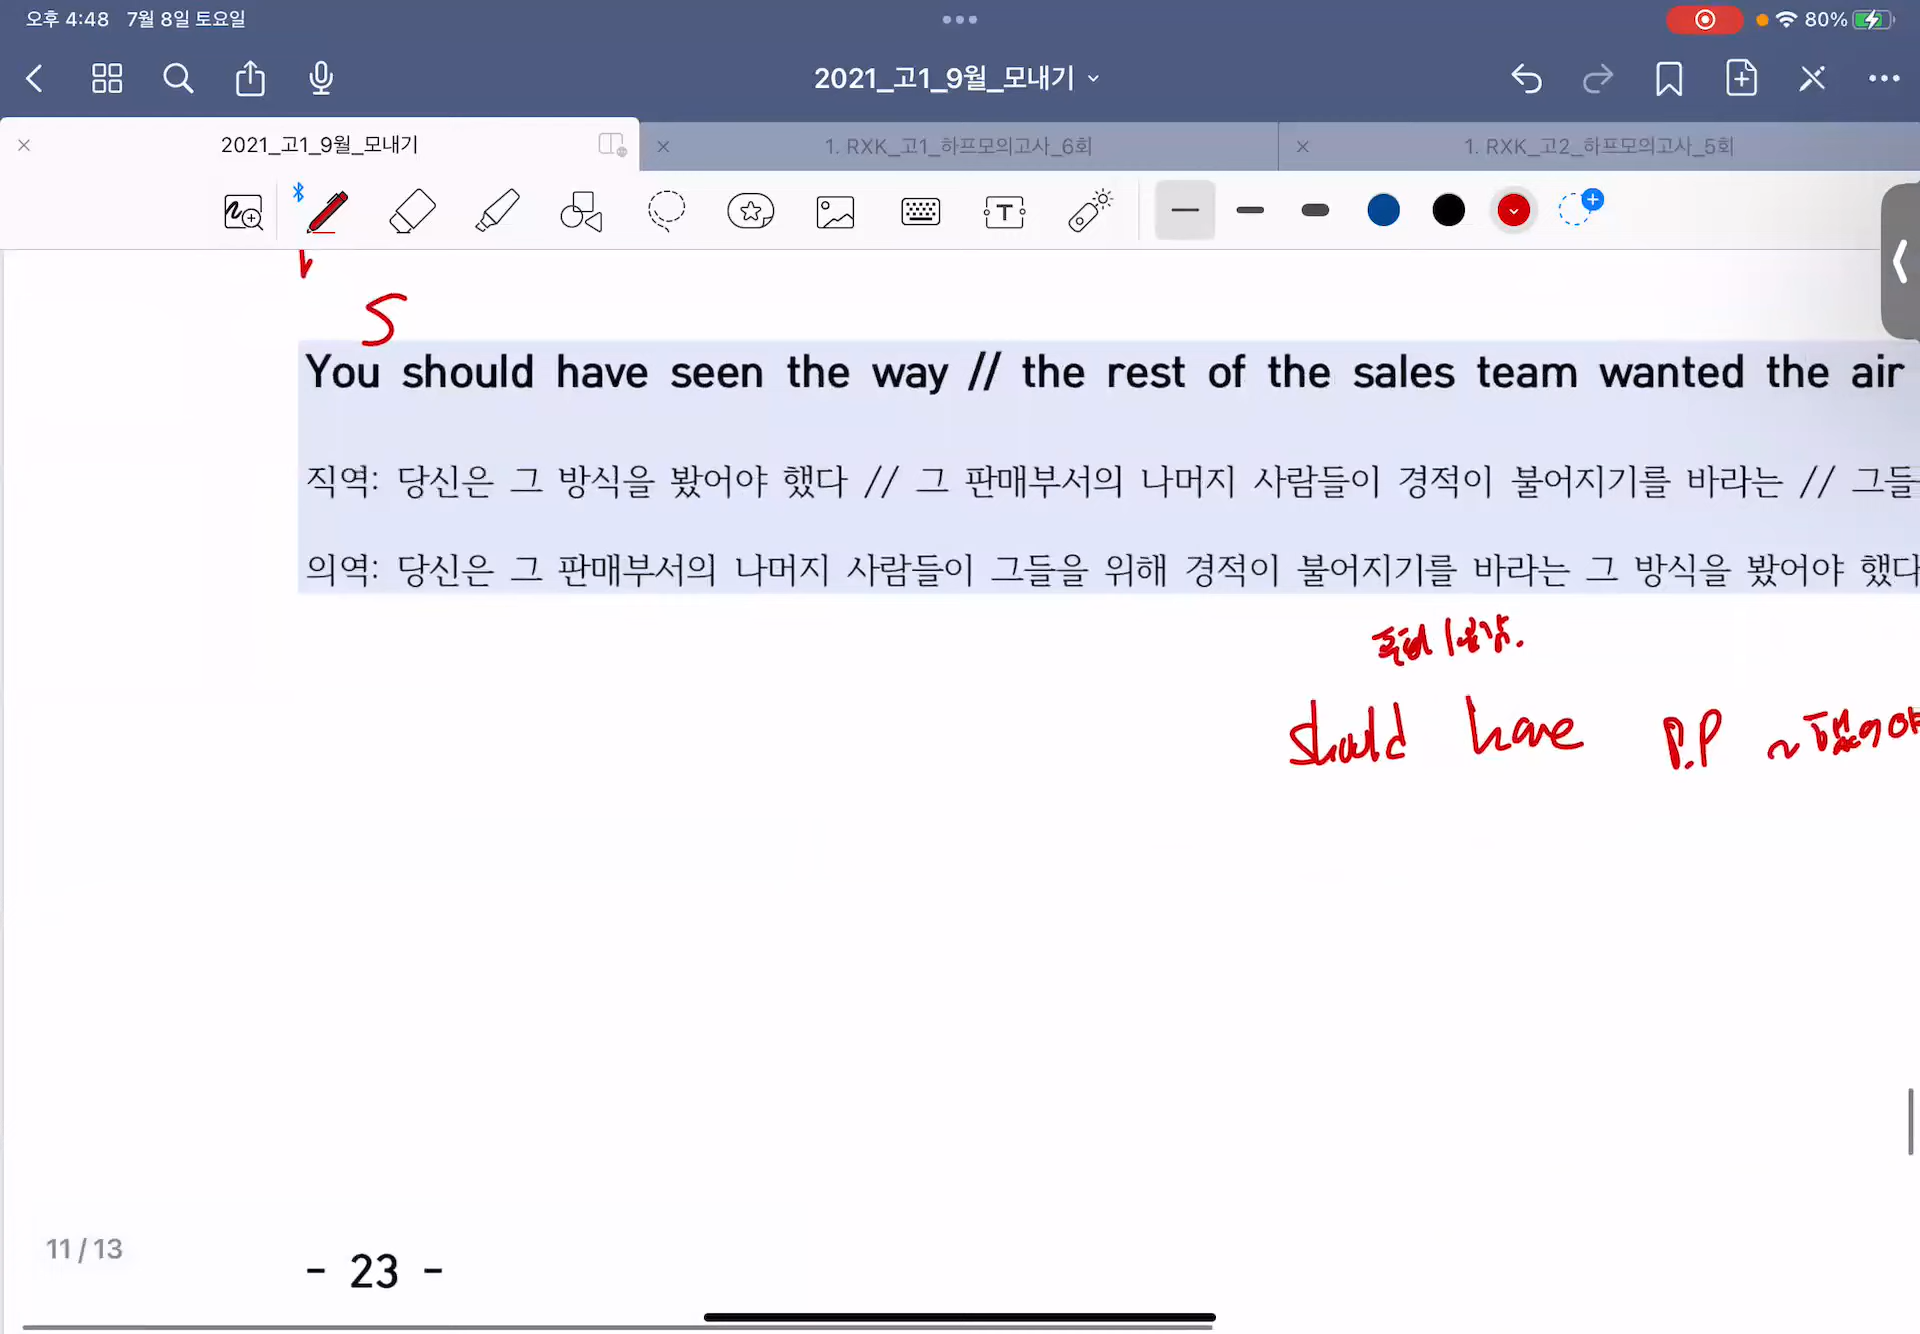 오후 4:48 7월 8일 토요일
80%
2021_고1_9월_모내기
2021_고1_9월_모내기
1. RXK_고1_하프모의고사_6회
1. RXK_고2_하프모의고사_5회
S
You should have seen the way // the rest of the sales team wanted the air
직역: 당신은 그 방식을 봤어야 했다 // 그 판매부서의 나머지 사람들이 경적이 불어지기를 바라는 // 그들
의역: 당신은 그 판매부서의 나머지 사람들이 그들을 위해 경적이 불어지기를 바라는 그 방식을 봤어야 했다
should have P.P ~했어야
11 / 13
- 23 -